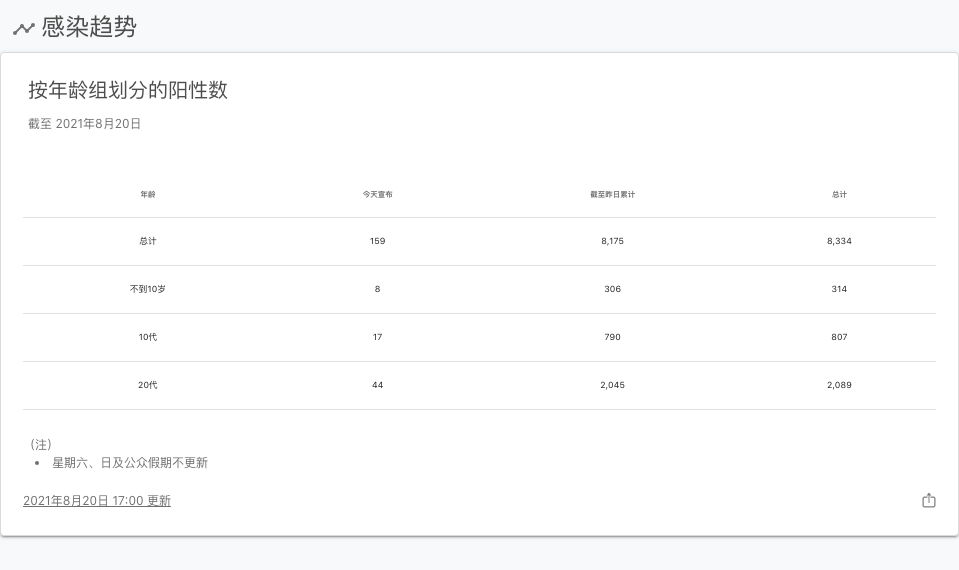 感染趋势
按年龄组划分的阳性数
截至 2021年8月20日
年龄 今天宣布 截至昨日累计 总计
总计 159 8,175 8,334
不到10岁 8 306 314
10代 17 790 807
20代 44 2,045 2,089
(注)
• 星期六、日及公众假期不更新
2021年8月20日 17:00 更新